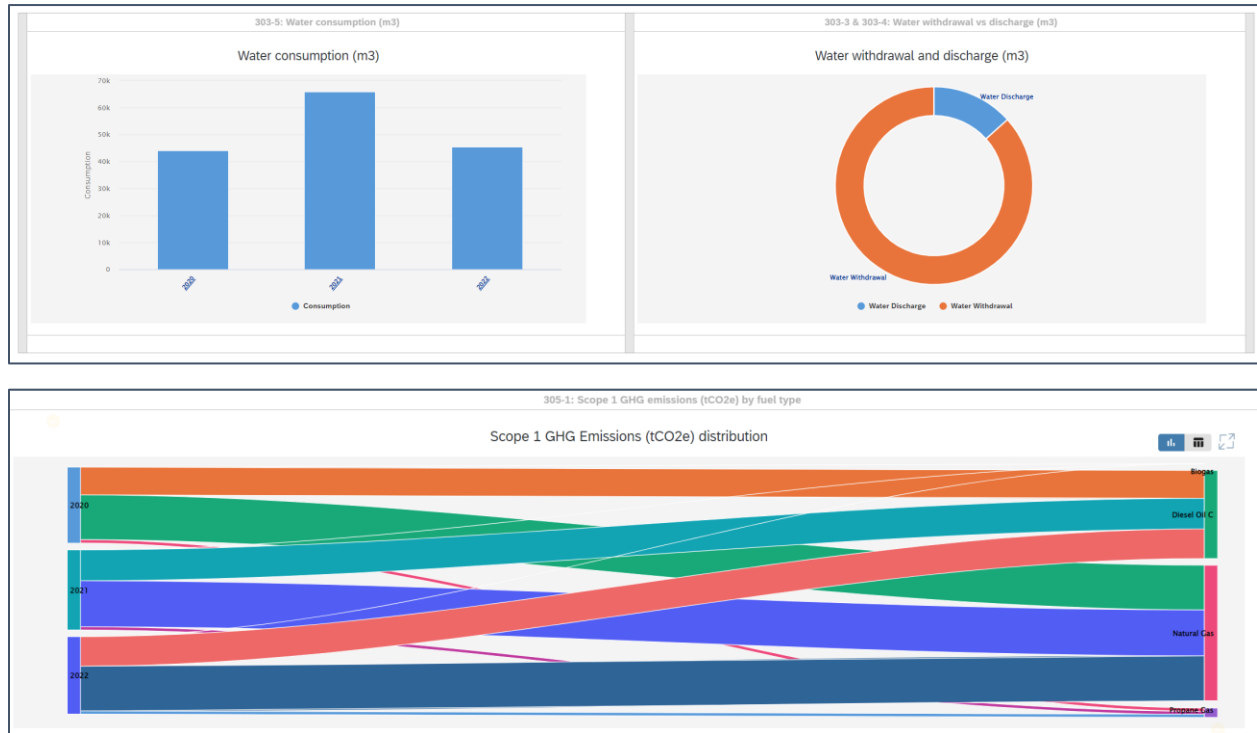 303-5: Water consumption (m3)
Water consumption (m3)
70k
60k
50k
40k
30k
20k
10k
0
Consumption
2020
2021
2022
Consumption
303-3 & 303-4: Water withdrawal vs discharge (m3)
Water withdrawal and discharge (m3)
Water Discharge
Water Withdrawal
Water Discharge Water Withdrawal
305-1: Scope 1 GHG emissions (tCO2e) by fuel type
Scope 1 GHG Emissions (tCO2e) distribution
2020
2021
2022
Biogas
Diesel Oil C
Natural Gas
Propane Gas